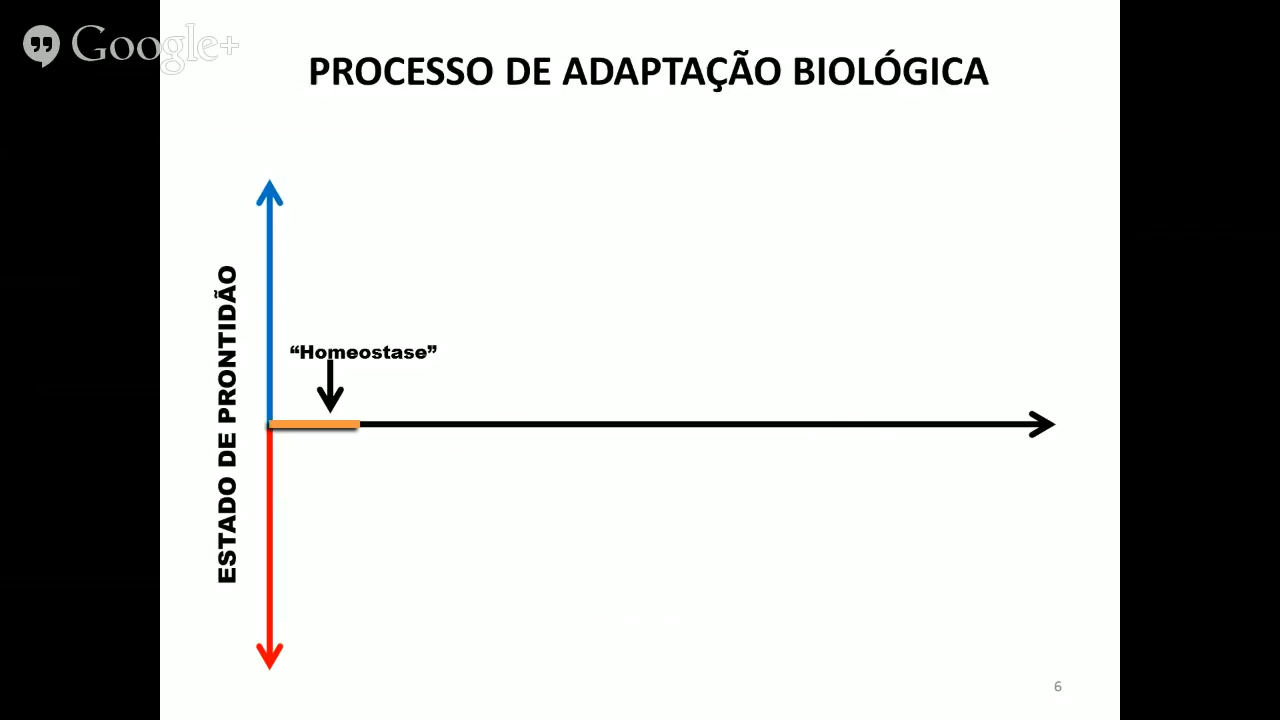 Google+
PROCESSO DE ADAPTAÇÃO BIOLÓGICA
ESTADO DE PRONTIDÃO
“Homeostase”
6